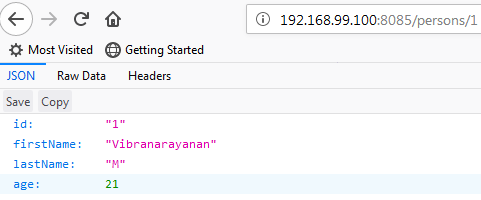 192.168.99.100:8085/persons/1
Most Visited Getting Started
JSON Raw Data Headers
Save Copy
id: "1"
firstName: "Vibranarayanan"
lastName: "M"
age: 21